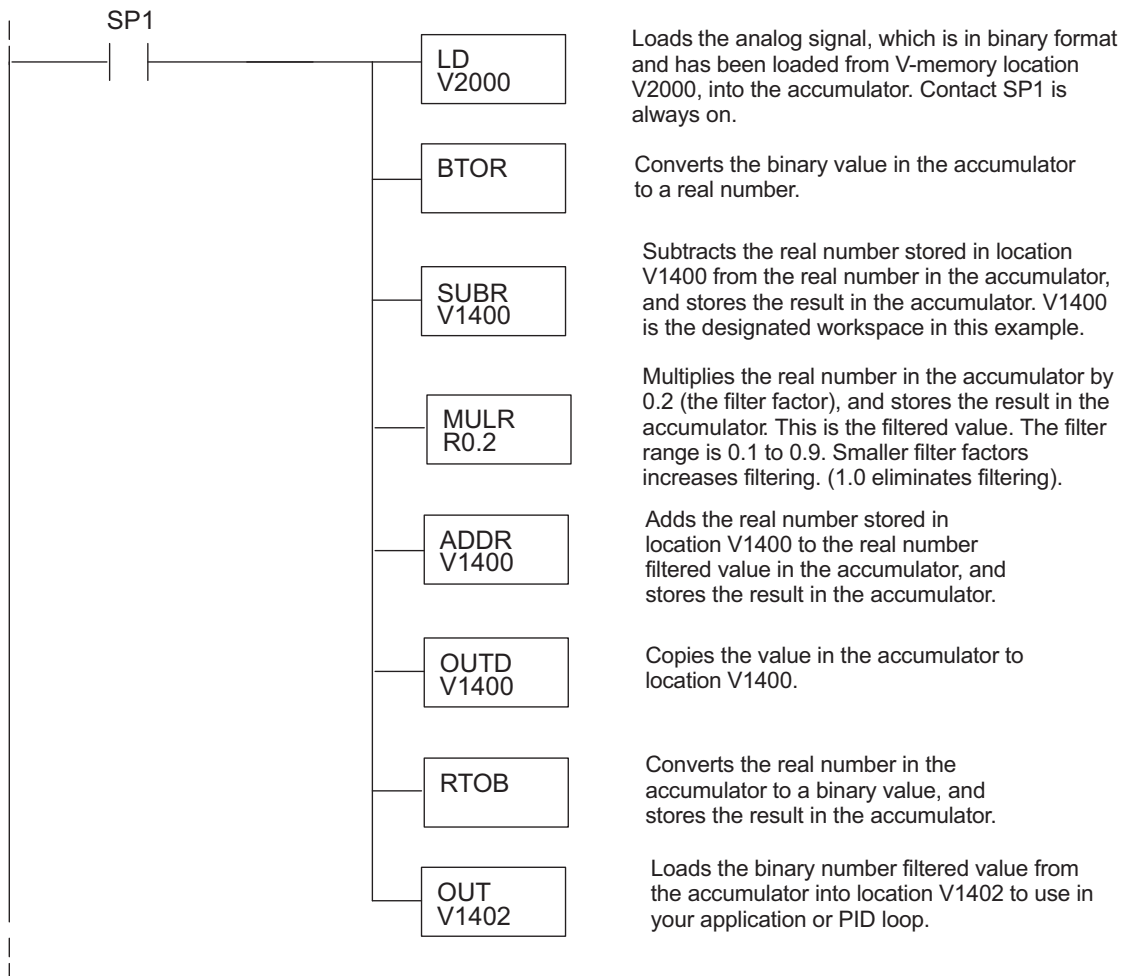 SP1
LD
V2000
Loads the analog signal, which is in binary format
and has been loaded from V-memory location
V2000, into the accumulator. Contact SP1 is
always on.
BTOR
Converts the binary value in the accumulator
to a real number.
SUBR
V1400
Subtracts the real number stored in location
V1400 from the real number in the accumulator,
and stores the result in the accumulator. V1400
is the designated workspace in this example.
MULR
R0.2
Multiplies the real number in the accumulator by
0.2 (the filter factor), and stores the result in the
accumulator. This is the filtered value. The filter
range is 0.1 to 0.9. Smaller filter factors
increases filtering. (1.0 eliminates filtering).
ADDR
V1400
Adds the real number stored in
location V1400 to the real number
filtered value in the accumulator, and
stores the result in the accumulator.
OUTD
V1400
Copies the value in the accumulator to
location V1400.
RTOB
Converts the real number in the
accumulator to a binary value, and
stores the result in the accumulator.
OUT
V1402
Loads the binary number filtered value from
the accumulator into location V1402 to use in
your application or PID loop.